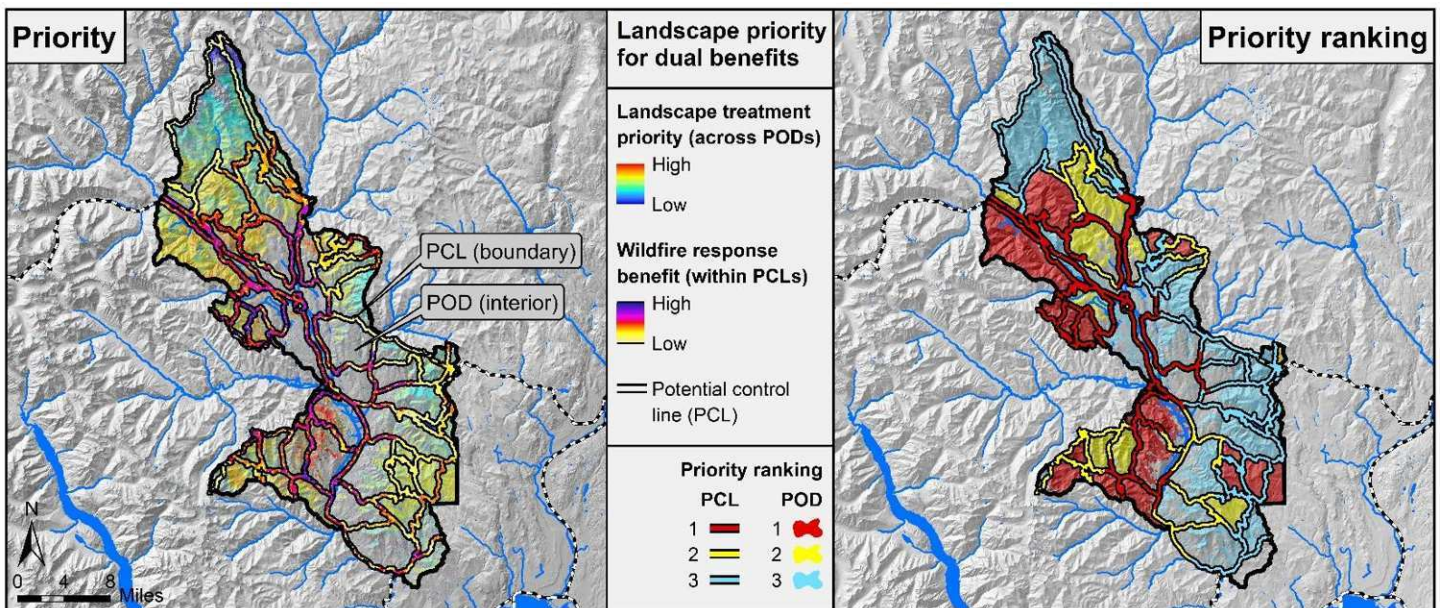 Priority
PCL (boundary)
POD (interior)
N
0 4 8
Miles
Landscape priority
for dual benefits
Landscape treatment
priority (across PODs)
High
Low
Wildfire response
benefit (within PCLs)
High
Low
Potential control
line (PCL)
Priority ranking
PCL POD
1 1
2 2
3 3
Priority ranking